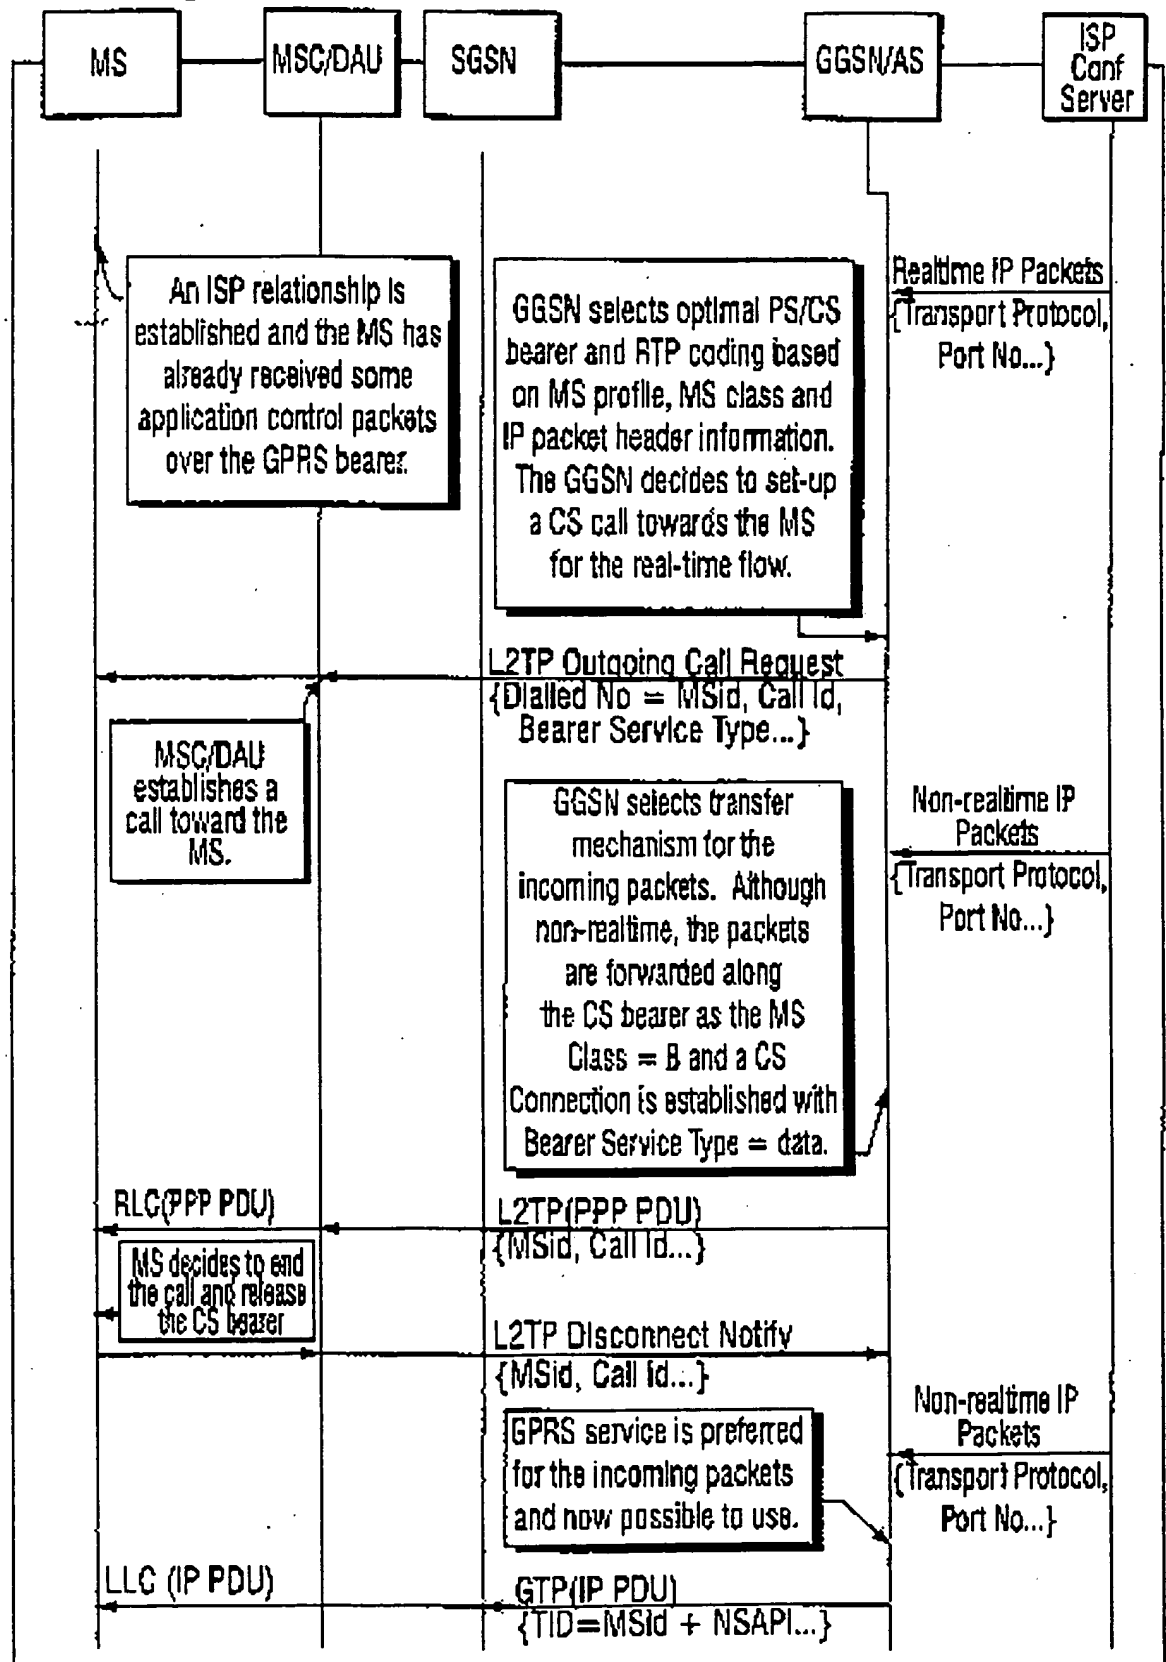 MS
MSC/DAU
SGSN
GGSN/AS
ISP
Conf
Server
An ISP relationship is
established and the MS has
already received some
application control packets
over the GPRS bearer.
GGSN selects optimal PS/CS
bearer and RTP coding based
on MS profile, MS class and
IP packet header information.
The GGSN decides to set-up
a CS call towards the MS
for the real-time flow.
Realtime IP Packets
{Transport Protocol,
Port No...}
L2TP Outgoing Call Request
{Dialled No = MSid, Call Id,
Bearer Service Type...}
MSC/DAU
establishes a
call toward the
MS.
GGSN selects transfer
mechanism for the
incoming packets. Although
non-realtime, the packets
are forwarded along
the CS bearer as the MS
Class = B and a CS
Connection is established with
Bearer Service Type = data.
Non-realtime IP
Packets
{Transport Protocol,
Port No...}
RLC(PPP PDU)
L2TP(PPP PDU)
{MSid, Call Id...}
MS decides to end
the call and release
the CS bearer
L2TP Disconnect Notify
{MSid, Call Id...}
Non-realtime IP
Packets
{Transport Protocol,
Port No...}
GPRS service is preferred
for the incoming packets
and now possible to use.
LLC (IP PDU)
GTP(IP PDU)
{TID=MSId + NSAPI...}